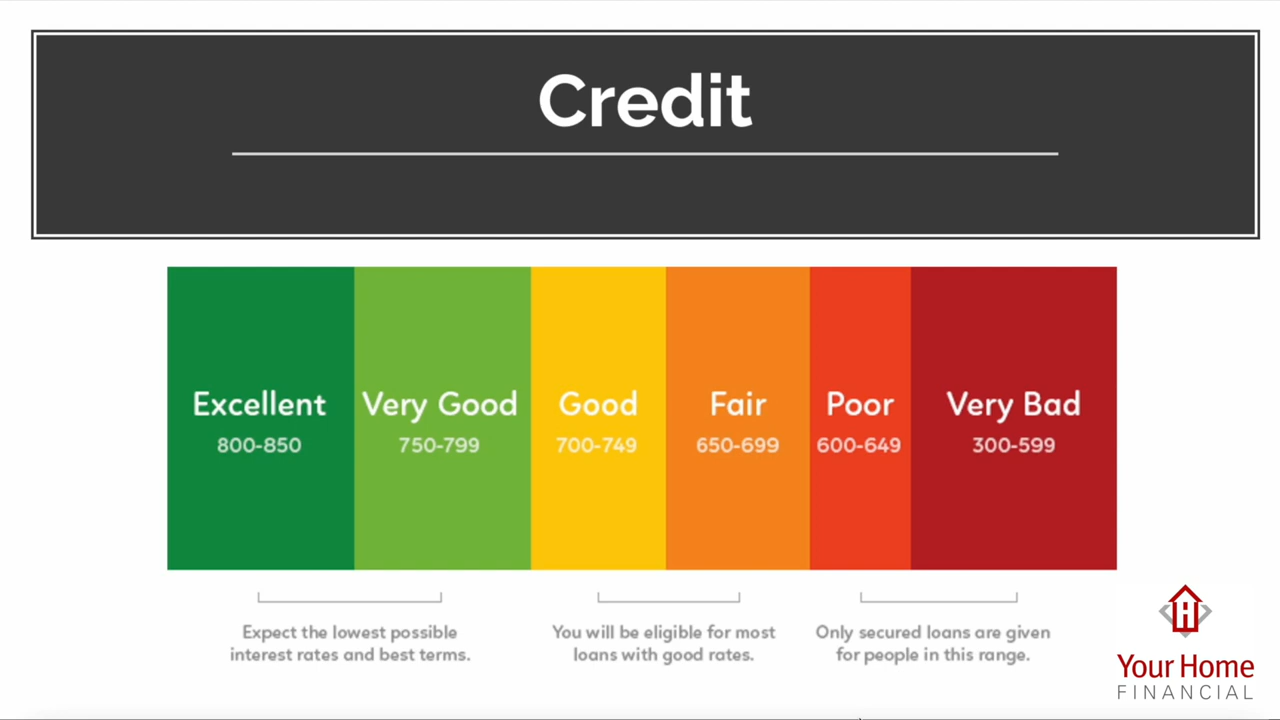 Credit
Excellent
800-850
Very Good
750-799
Good
700-749
Fair
650-699
Poor
600-649
Very Bad
300-599
Expect the lowest possible
interest rates and best terms.
You will be eligible for most
loans with good rates.
Only secured loans are given
for people in this range.
Your Home
FINANCIAL